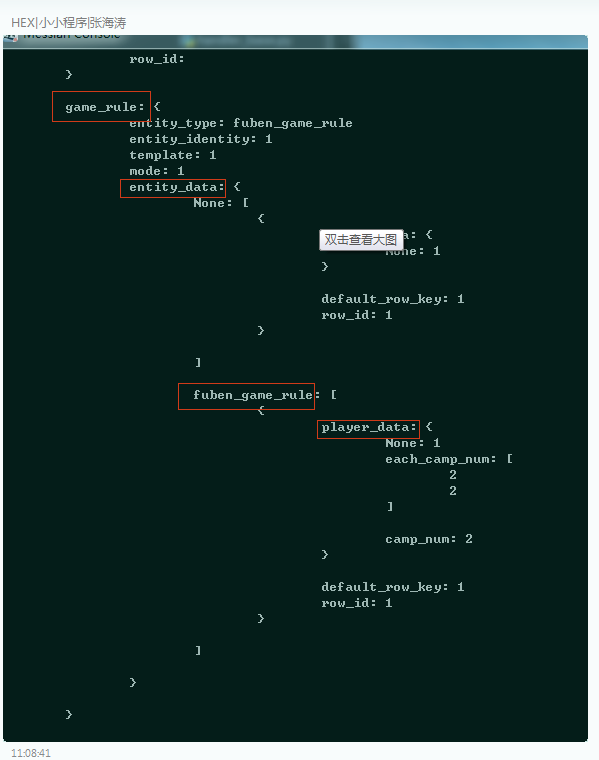 HEX|小小程序|张海涛
Messiah Console
row_id:
}
game_rule: {
entity_type: fuben_game_rule
entity_identity: 1
template: 1
mode: 1
entity_data: {
None: [
{
双击查看大图
a: {
None: 1
}
default_row_key: 1
row_id: 1
}
]
fuben_game_rule: [
{
player_data: {
None: 1
each_camp_num: [
2
2
]
camp_num: 2
}
default_row_key: 1
row_id: 1
}
]
}
}
11:08:41